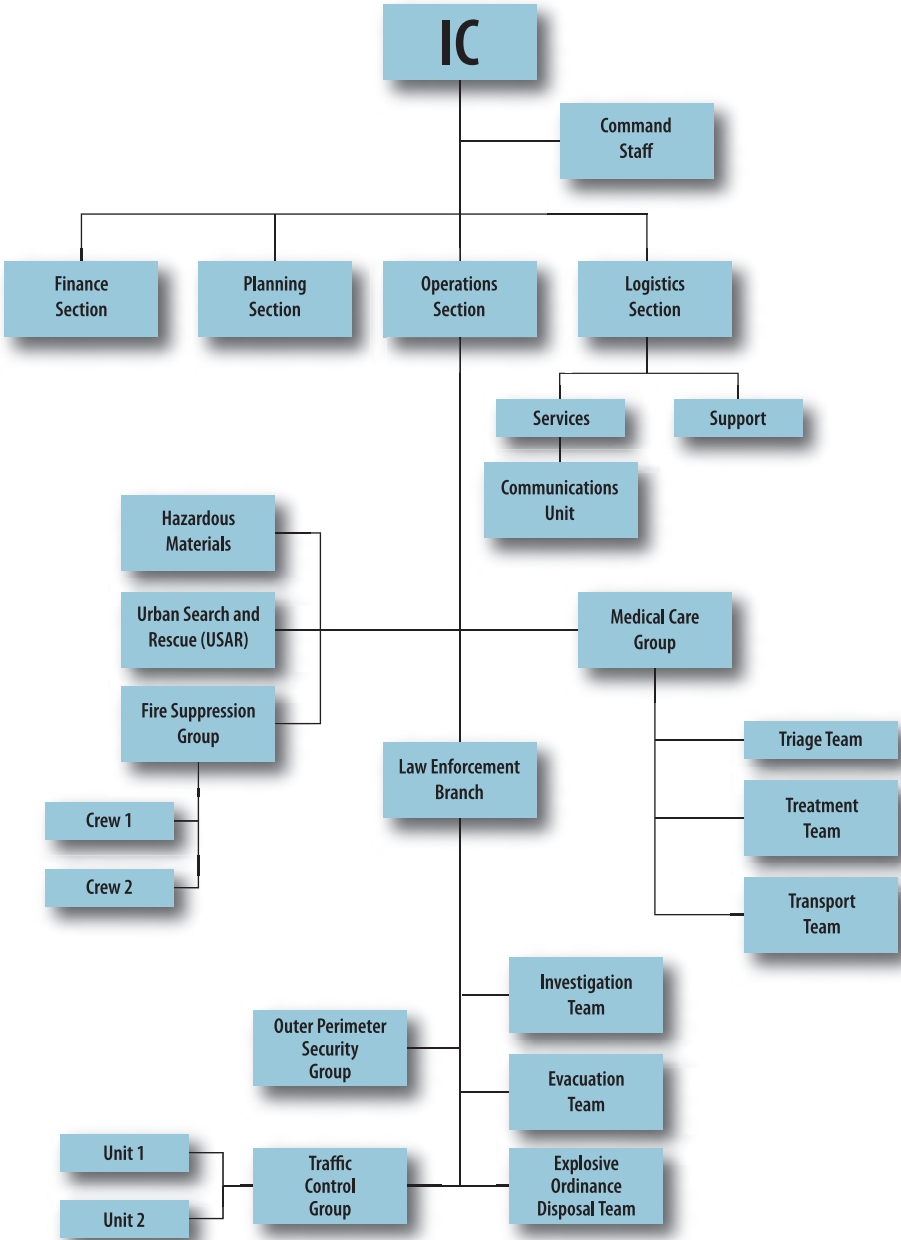 IC
Command
Staff
Finance
Section
Planning
Section
Operations
Section
Logistics
Section
Services
Support
Communications
Unit
Hazardous
Materials
Urban Search and
Rescue (USAR)
Fire Suppression
Group
Crew 1
Crew 2
Medical Care
Group
Triage Team
Treatment
Team
Transport
Team
Law Enforcement
Branch
Investigation
Team
Outer Perimeter
Security
Group
Evacuation
Team
Unit 1
Unit 2
Traffic
Control
Group
Explosive
Ordinance
Disposal Team